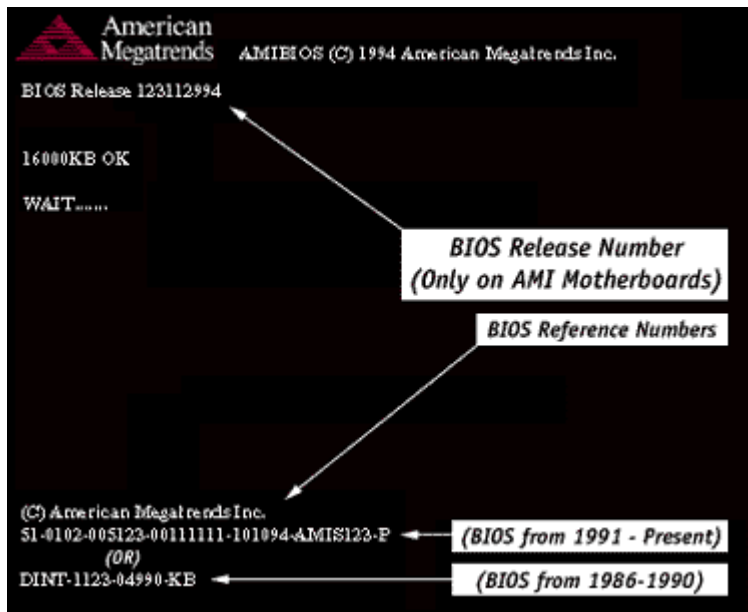 American
Megatrends
AMIBIOS (C) 1994 American Megatrends Inc.
BIOS Release 123112994
16000KB OK
WAIT.......
BIOS Release Number
(Only on AMI Motherboards)
BIOS Reference Numbers
(C) American Megatrends Inc.
51-0102-005123-00111111-101094-AMIS123-P
(BIOS from 1991 - Present)
(OR)
DINT-1123-04990-KB
(BIOS from 1986-1990)